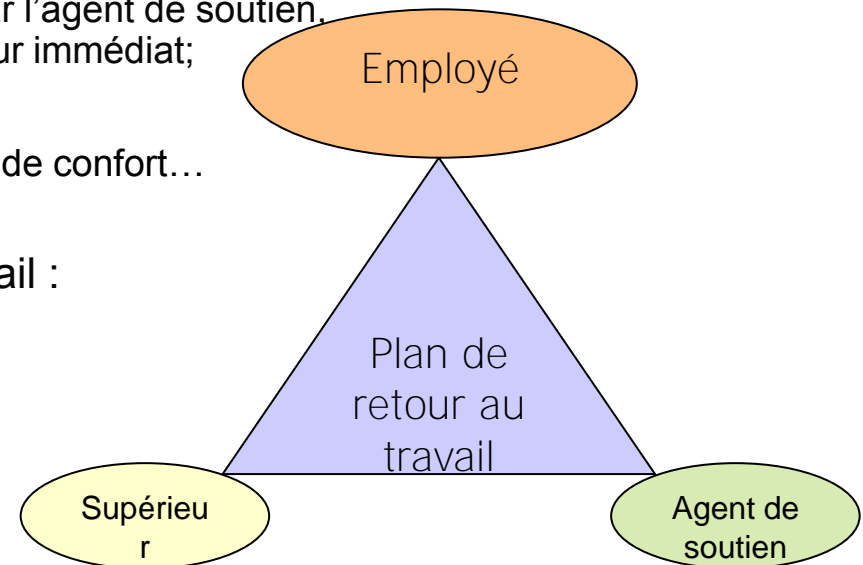 r l'agent de soutien,
ur immédiat;
Employé
de confort…
ail :
Plan de
retour au
travail
Supérieu
r
Agent de
soutien